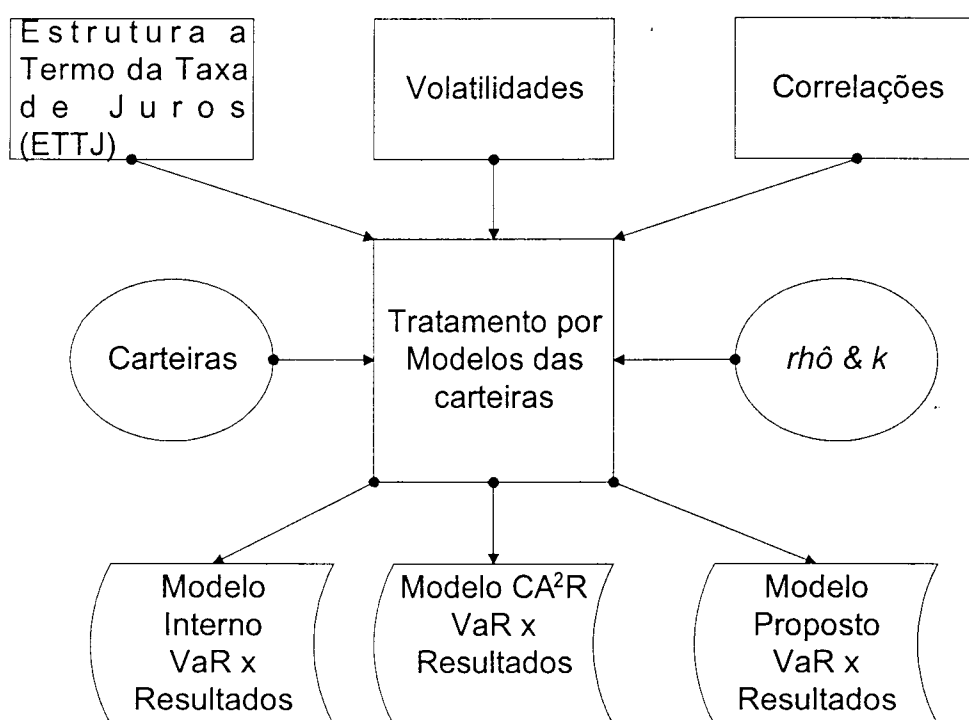 Estrutura a
Termo da Taxa
de Juros
(ETTJ)
Volatilidades
Correlações
Carteiras
Tratamento por
Modelos das
carteiras
rhô & k
Modelo
Interno
VaR x
Resultados
Modelo CA²R
VaR x
Resultados
Modelo
Proposto
VaR x
Resultados